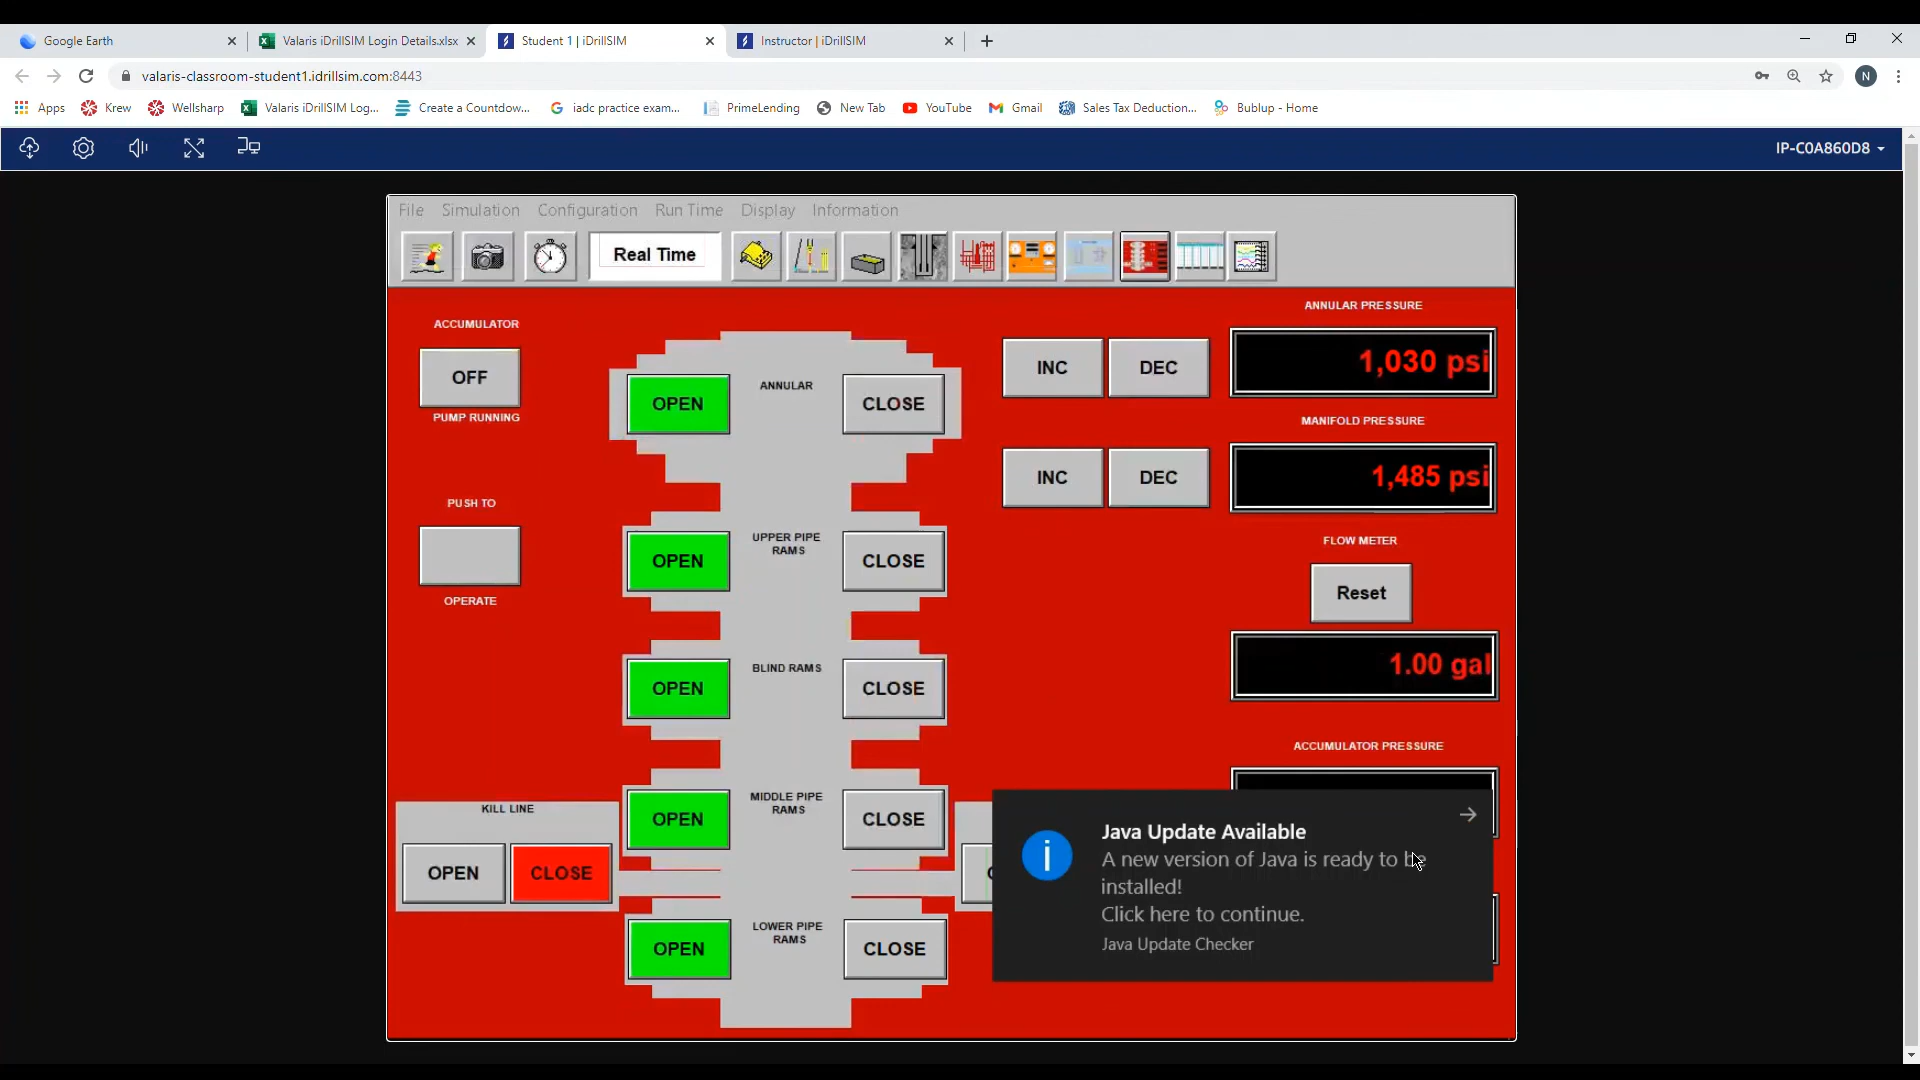 Google Earth
Valaris iDrillSIM Login Details.xlsx
Student 1 | iDrillSIM
Instructor | iDrillSIM
valaris-classroom-student1.idrillsim.com:8443
N
Apps
Krew
Wellsharp
Valaris iDrillSIM Log...
Create a Countdow...
iadc practice exam...
PrimeLending
New Tab
YouTube
Gmail
Sales Tax Deduction...
Bublup - Home
IP-C0A860D8
File Simulation Configuration Run Time Display Information
Real Time
ACCUMULATOR
OFF
PUMP RUNNING
PUSH TO
OPERATE
OPEN
ANNULAR
CLOSE
OPEN
UPPER PIPE
RAMS
CLOSE
OPEN
BLIND RAMS
CLOSE
OPEN
MIDDLE PIPE
RAMS
CLOSE
KILL LINE
OPEN
CLOSE
OPEN
LOWER PIPE
RAMS
CLOSE
INC
DEC
INC
DEC
ANNULAR PRESSURE
1,030 psi
MANIFOLD PRESSURE
1,485 psi
FLOW METER
Reset
1.00 gal
ACCUMULATOR PRESSURE
Java Update Available
A new version of Java is ready to be
installed!
Click here to continue.
Java Update Checker